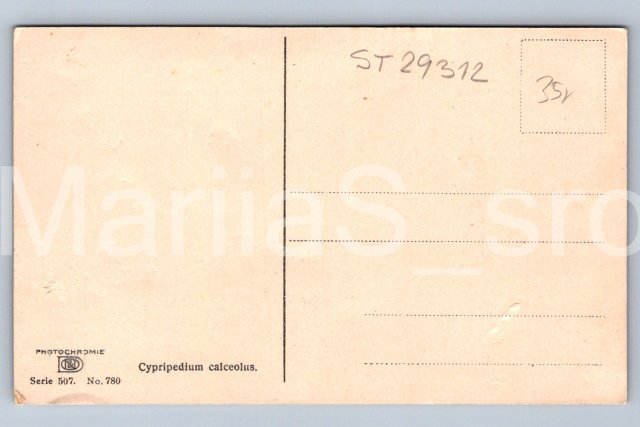 ST 29312
35r
MariiaS_sro
PHOTOCHROMIE
Serie 507. No. 780
Cypripedium calceolus.